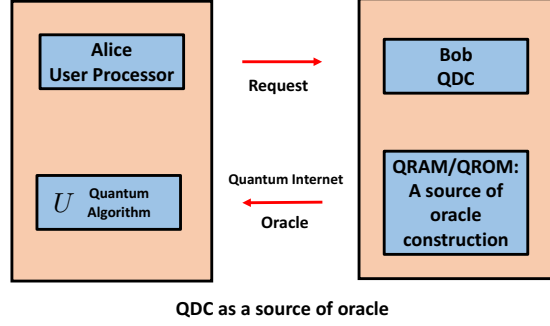 Alice
User Processor
Request
Bob
QDC
U Quantum
Algorithm
Quantum Internet
Oracle
QRAM/QROM:
A source of
oracle
construction
QDC as a source of oracle